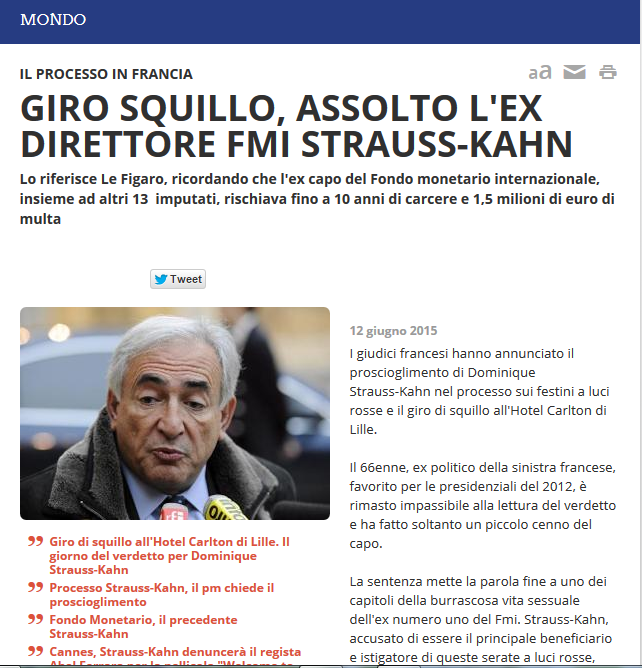 MONDO
IL PROCESSO IN FRANCIA
aa
GIRO SQUILLO, ASSOLTO L'EX
DIRETTORE FMI STRAUSS-KAHN
Lo riferisce Le Figaro, ricordando che l'ex capo del Fondo monetario internazionale,
insieme ad altri 13 imputati, rischiava fino a 10 anni di carcere e 1,5 milioni di euro di
multa
Tweet
rfi
Giro di squillo all'Hotel Carlton di Lille. Il
giorno del verdetto per Dominique
Strauss-Kahn
Processo Strauss-Kahn, il pm chiede il
proscioglimento
Fondo Monetario, il precedente
Strauss-Kahn
Cannes, Strauss-Kahn denuncerà il regista
Abel Ferrara per la pellicola "Welcome to
12 giugno 2015
I giudici francesi hanno annunciato il
proscioglimento di Dominique
Strauss-Kahn nel processo sui festini a luci
rosse e il giro di squillo all'Hotel Carlton di
Lille.
Il 66enne, ex politico della sinistra francese,
favorito per le presidenziali del 2012, è
rimasto impassibile alla lettura del verdetto
e ha fatto soltanto un piccolo cenno del
capo.
La sentenza mette la parola fine a uno dei
capitoli della burrascosa vita sessuale
dell'ex numero uno del Fmi. Strauss-Kahn,
accusato di essere il principale beneficiario
e istigatore di queste serate a luci rosse,